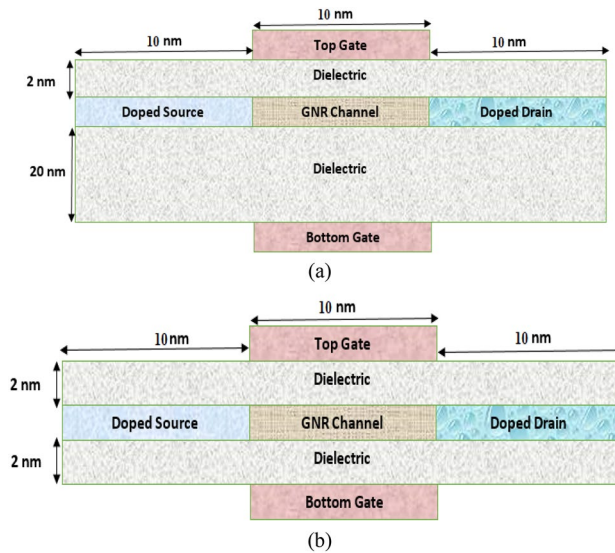 10 nm
10 nm
10 nm
Top Gate
2 nm
Dielectric
Doped Source
GNR Channel
Doped Drain
20 nm
Dielectric
Bottom Gate
(a)
10 nm
10 nm
10 nm
Top Gate
2 nm
Dielectric
Doped Source
GNR Channel
Doped Drain
2 nm
Dielectric
Bottom Gate
(b)